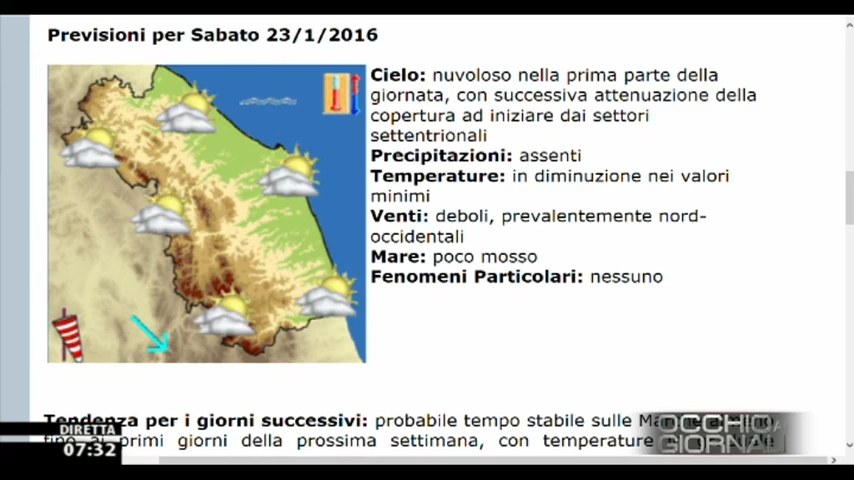 Previsioni per Sabato 23/1/2016
Cielo: nuvoloso nella prima parte della
giornata, con successiva attenuazione della
copertura ad iniziare dai settori
settentrionali
Precipitazioni: assenti
Temperature: in diminuzione nei valori
minimi
Venti: deboli, prevalentemente nord-
occidentali
Mare: poco mosso
Fenomeni Particolari: nessuno
Tendenza per i giorni successivi: probabile tempo stabile sulle
primi giorni della prossima settimana, con temperature
DIRETTA
07:32
OCCHIO
GIORNALI